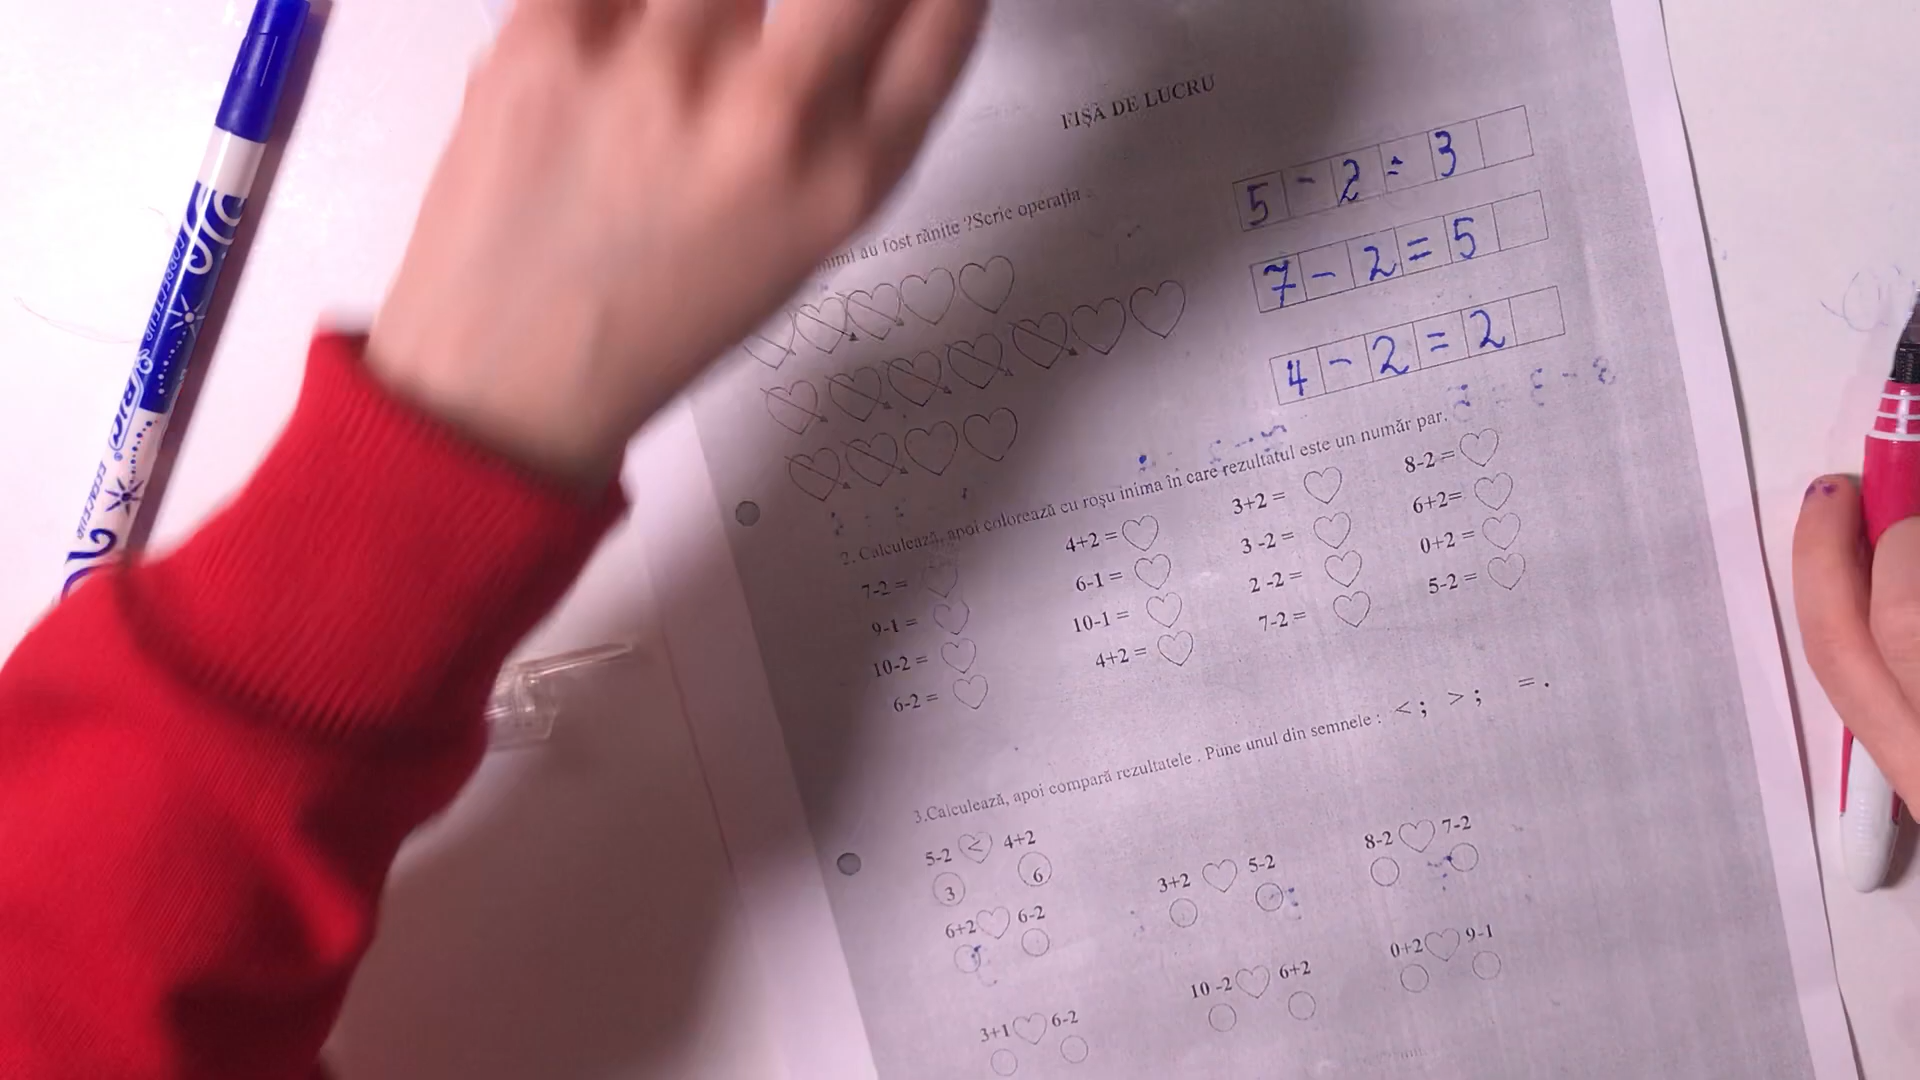 FIȘĂ DE LUCRU
au fost rănite ?Scrie operația
5 - 2 = 3
7 - 2 = 5
4 - 2 = 2
2. Calculează, apoi colorează cu roșu inima în care rezultatul este un număr par.
7-2 = 4+2 = 3+2 = 8-2 =
9-1 = 6-1 = 3 -2 = 6+2=
10-2 = 10-1 = 2 -2 = 0+2 =
6-2 = 4+2 = 7-2 = 5-2 =
3.Calculează, apoi compară rezultatele . Pune unul din semnele : < ; > ; = .
5-2 < 4+2 3+2 5-2 8-2 7-2
3 6
6+2 6-2 10 -2 6+2 0+2 9-1
3+1 6-2
BIC